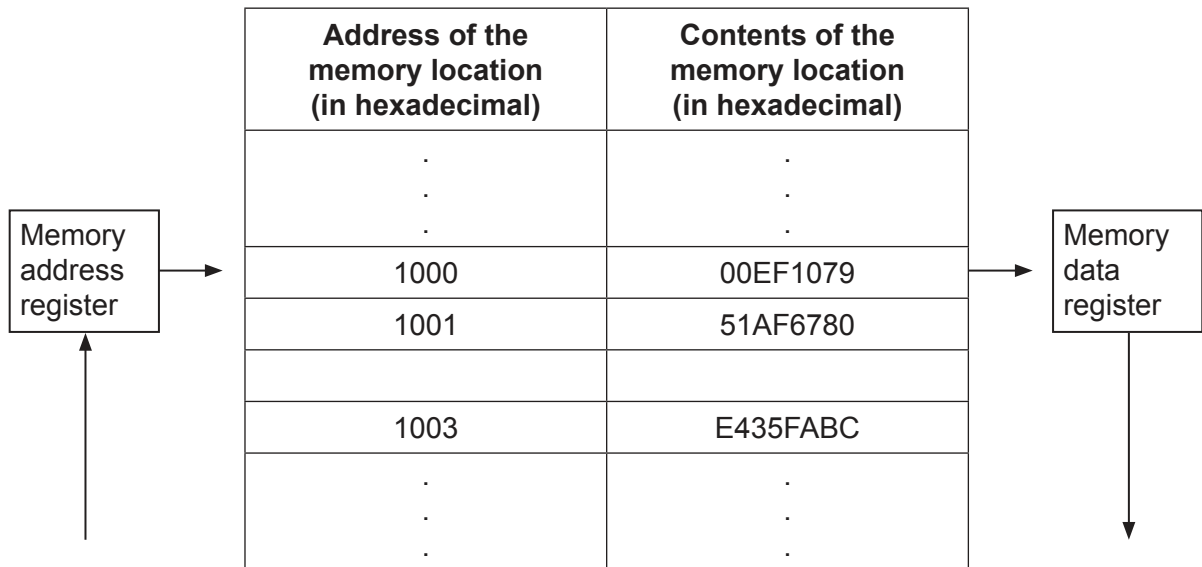 Address of the
memory location
(in hexadecimal)
Contents of the
memory location
(in hexadecimal)
.
.
.
.
.
.
Memory
address
register
1000
00EF1079
Memory
data
register
1001
51AF6780
1003
E435FABC
.
.
.
.
.
.